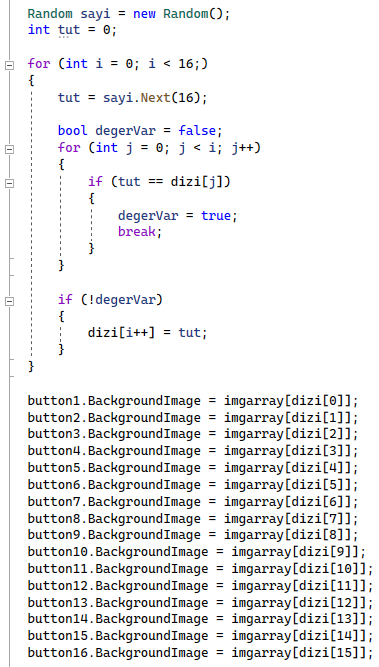 Random sayi = new Random();
int tut = 0;
for (int i = 0; i < 16;)
{
tut = sayi.Next(16);
bool degerVar = false;
for (int j = 0; j < i; j++)
{
if (tut == dizi[j])
{
degerVar = true;
break;
}
}
if (!degerVar)
{
dizi[i++] = tut;
}
}
button1.BackgroundImage = imgarray[dizi[0]];
button2.BackgroundImage = imgarray[dizi[1]];
button3.BackgroundImage = imgarray[dizi[2]];
button4.BackgroundImage = imgarray[dizi[3]];
button5.BackgroundImage = imgarray[dizi[4]];
button6.BackgroundImage = imgarray[dizi[5]];
button7.BackgroundImage = imgarray[dizi[6]];
button8.BackgroundImage = imgarray[dizi[7]];
button9.BackgroundImage = imgarray[dizi[8]];
button10.BackgroundImage = imgarray[dizi[9]];
button11.BackgroundImage = imgarray[dizi[10]];
button12.BackgroundImage = imgarray[dizi[11]];
button13.BackgroundImage = imgarray[dizi[12]];
button14.BackgroundImage = imgarray[dizi[13]];
button15.BackgroundImage = imgarray[dizi[14]];
button16.BackgroundImage = imgarray[dizi[15]];